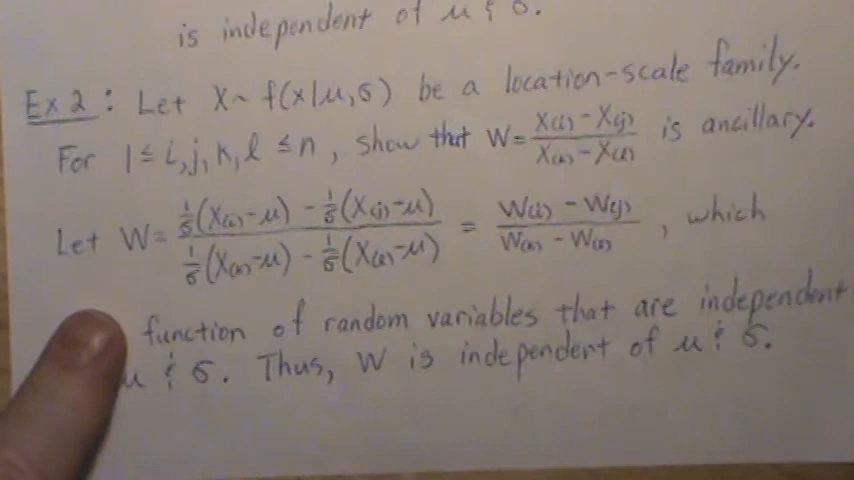 is independent of μ & σ.
Ex 2: Let X~ f(x|μ,σ) be a location-scale family.
For 1≤i,j,k,l≤n, show that W= (X(i) - X(j))/(X(k) - X(l)) is ancillary.
Let W= (1/σ(X(i)-μ) - 1/σ(X(j)-μ))/(1/σ(X(k)-μ) - 1/σ(X(l)-μ)) = (W(i) - W(j))/(W(k) - W(l)), which
function of random variables that are independent
μ & σ. Thus, W is independent of μ & σ.